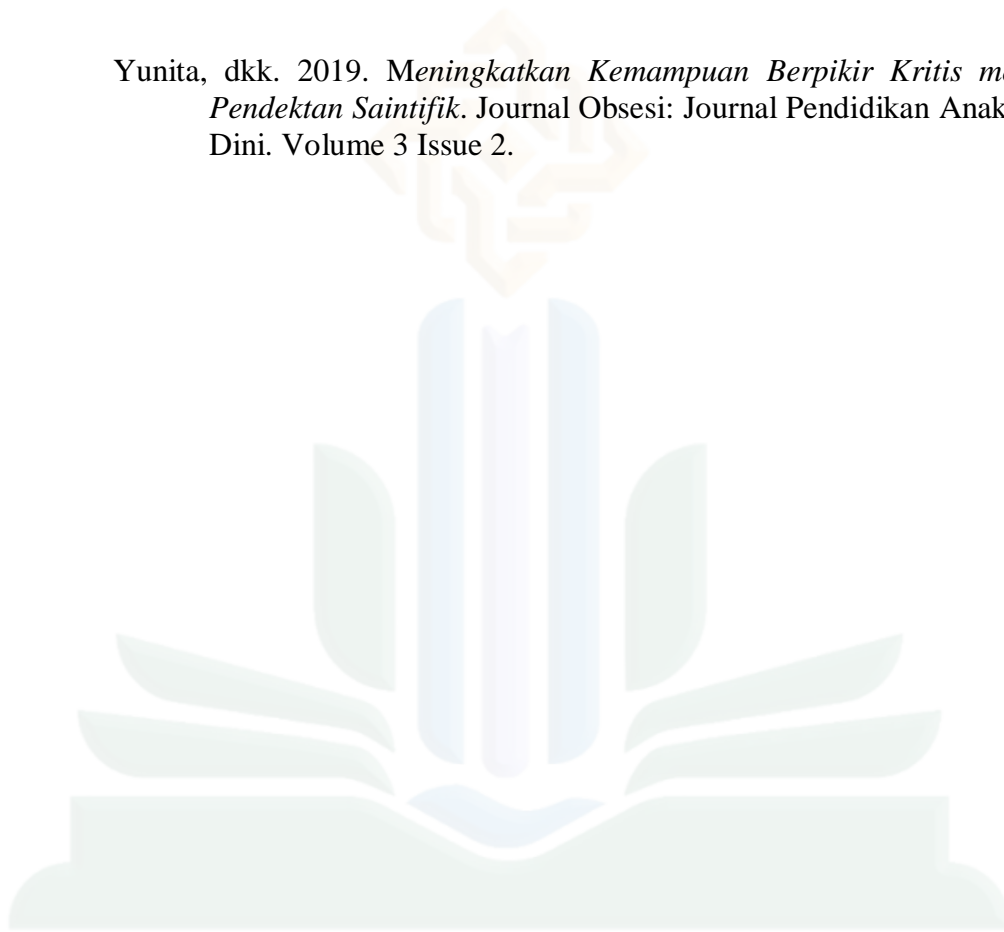 Yunita, dkk. 2019. Meningkatkan Kemampuan Berpikir Kritis
Pendektan Saintifik. Journal Obsesi: Journal Pendidikan Anak
Dini. Volume 3 Issue 2.